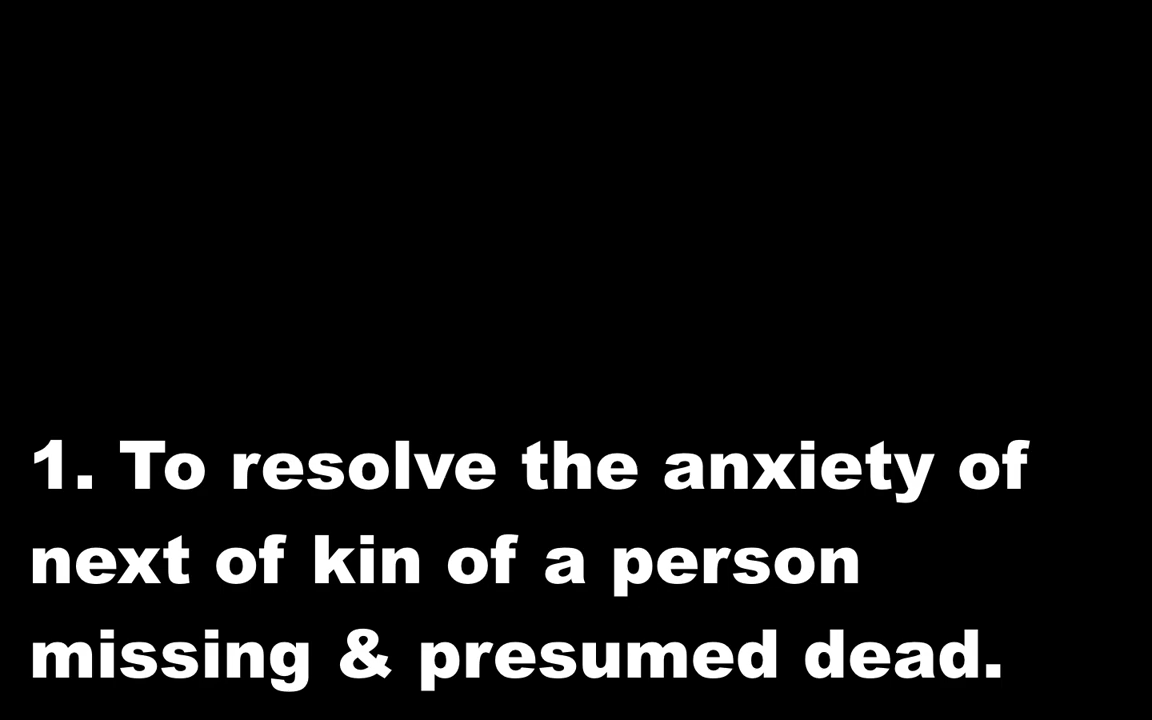 1. To resolve the anxiety of
next of kin of a person
missing & presumed dead.